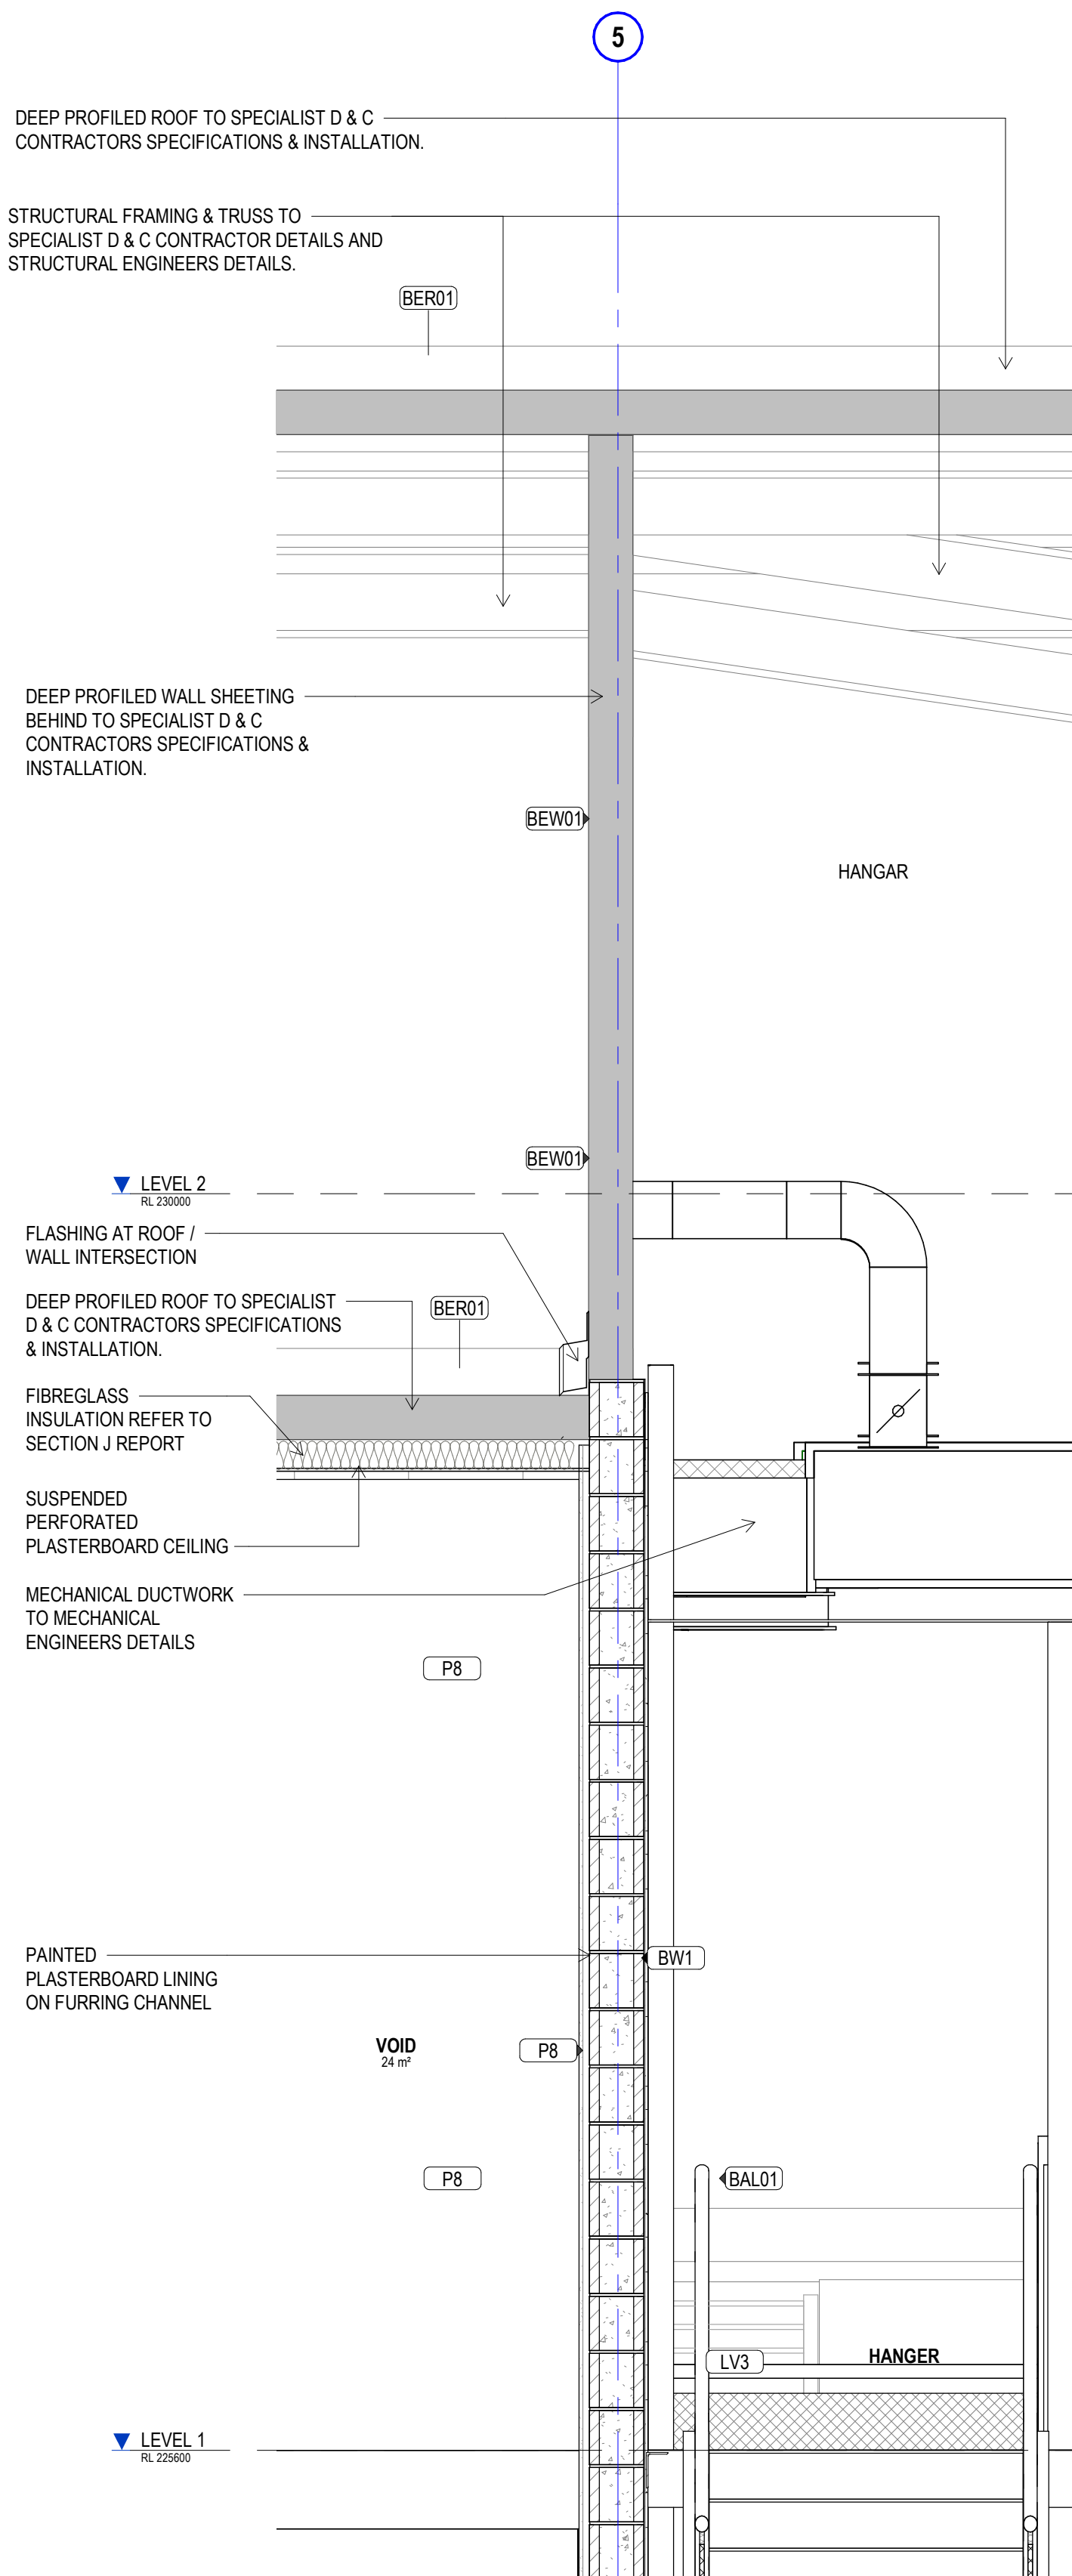 5
DEEP PROFILED ROOF TO SPECIALIST D & C
CONTRACTORS SPECIFICATIONS & INSTALLATION.
STRUCTURAL FRAMING & TRUSS TO
SPECIALIST D & C CONTRACTOR DETAILS AND
STRUCTURAL ENGINEERS DETAILS.
BER01
DEEP PROFILED WALL SHEETING
BEHIND TO SPECIALIST D & C
CONTRACTORS SPECIFICATIONS &
INSTALLATION.
BEW01
HANGAR
BEW01
LEVEL 2
RL 230000
FLASHING AT ROOF /
WALL INTERSECTION
DEEP PROFILED ROOF TO SPECIALIST
D & C CONTRACTORS SPECIFICATIONS
& INSTALLATION.
BER01
FIBREGLASS
INSULATION REFER TO
SECTION J REPORT
SUSPENDED
PERFORATED
PLASTERBOARD CEILING
MECHANICAL DUCTWORK
TO MECHANICAL
ENGINEERS DETAILS
P8
PAINTED
PLASTERBOARD LINING
ON FURRING CHANNEL
BW1
VOID
24 m²
P8
P8
BAL01
LV3
HANGER
LEVEL 1
RL 225600